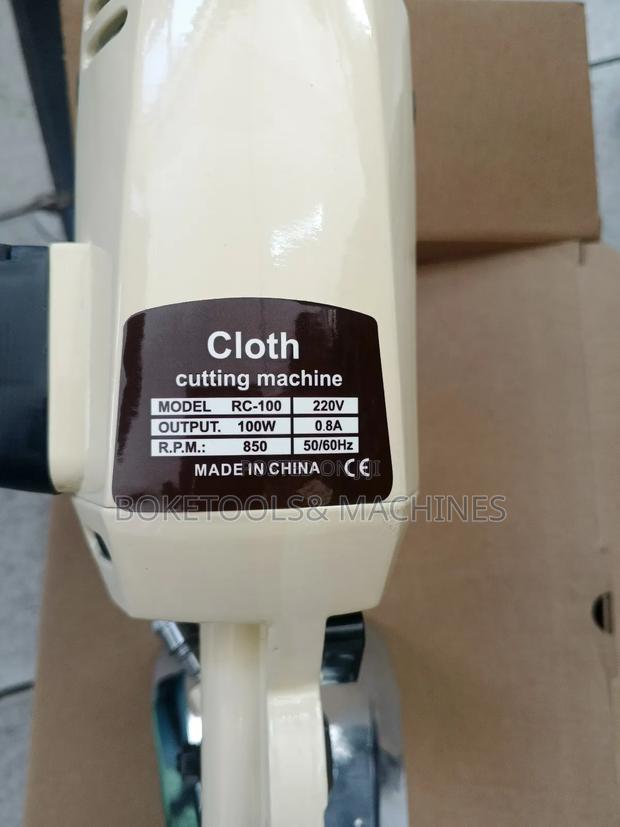 Cloth
cutting machine
MODEL RC-100 220V
OUTPUT. 100W 0.8A
R.P.M.: 850 50/60Hz
MADE IN CHINA CE
BOKETOOLS& MACHINES